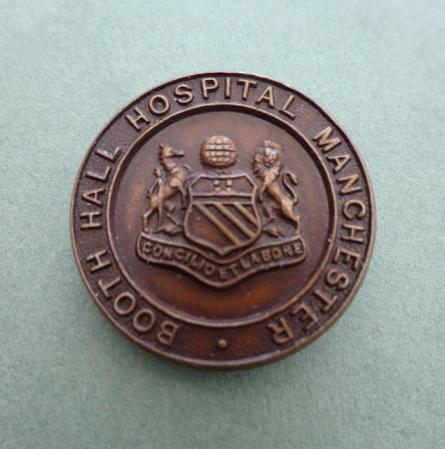 BOOTH HALL HOSPITAL MANCHESTER
CONCILIO ET LABORE